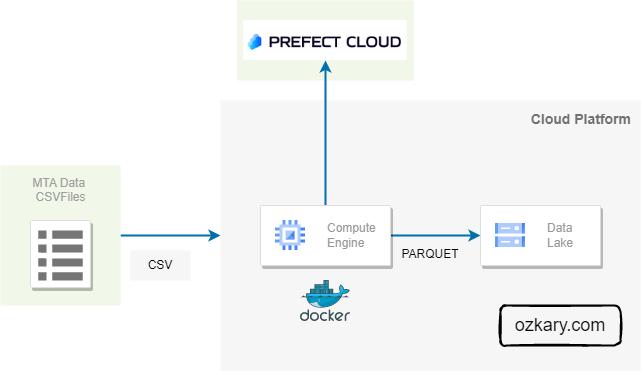 PREFECT CLOUD
Cloud Platform
MTA Data
CSVFiles
CSV
Compute
Engine
PARQUET
Data
Lake
docker
ozkary.com